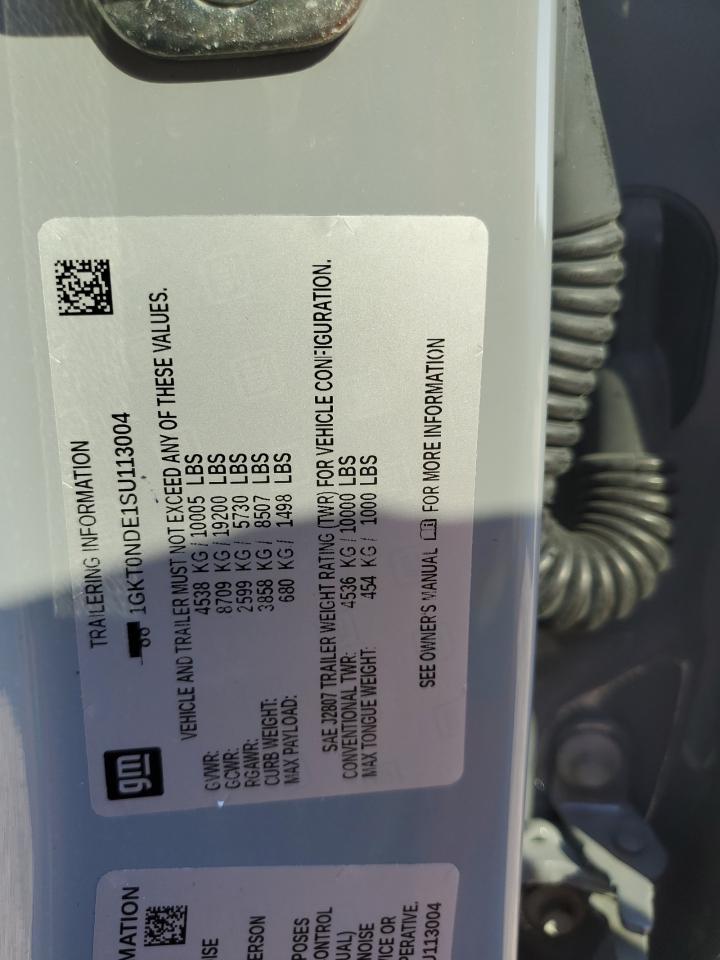 gm
TRAILERING INFORMATION
1GKT0NDE1SU113004
VEHICLE AND TRAILER MUST NOT EXCEED ANY OF THESE VALUES.
GVWR: 4538 KG / 10005 LBS
GCWR: 8709 KG / 19200 LBS
RGAWR: 2599 KG / 5730 LBS
CURB WEIGHT: 3858 KG / 8507 LBS
MAX PAYLOAD: 680 KG / 1498 LBS
SAE J2807 TRAILER WEIGHT RATING (TWR) FOR VEHICLE CONFIGURATION.
CONVENTIONAL TWR: 4536 KG / 10000 LBS
MAX TONGUE WEIGHT: 454 KG / 1000 LBS
SEE OWNER'S MANUAL FOR MORE INFORMATION
MATION
ISE
ERSON
POSES
ONTROL
UAL)
NOISE
ICE OR
PERATIVE.
U113004